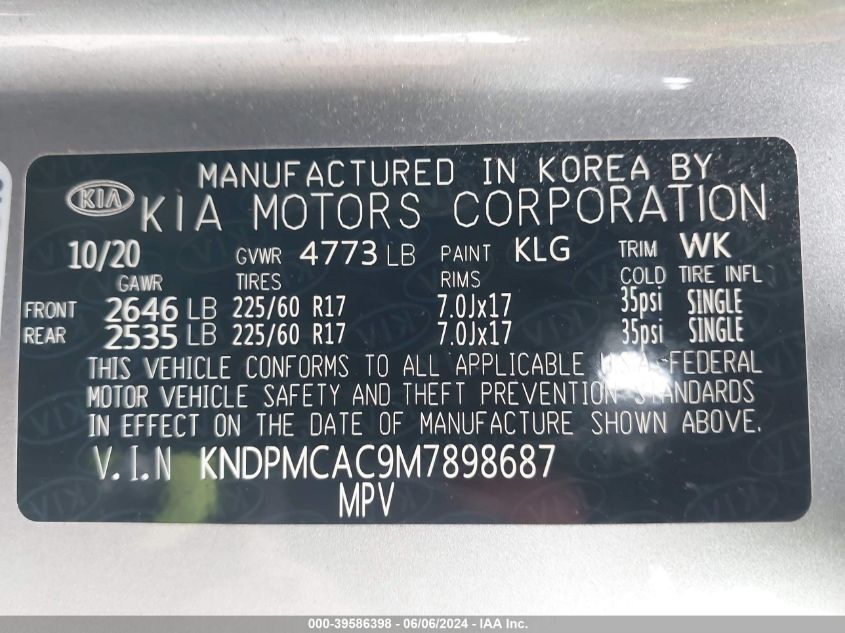 MANUFACTURED IN KOREA BY
KIA KIA MOTORS CORPORATION
10/20 GVWR 4773 LB PAINT KLG TRIM WK
GAWR TIRES RIMS COLD TIRE INFL
FRONT 2646 LB 225/60 R17 7.0Jx17 35psi SINGLE
REAR 2535 LB 225/60 R17 7.0Jx17 35psi SINGLE
THIS VEHICLE CONFORMS TO ALL APPLICABLE U.S.A. FEDERAL
MOTOR VEHICLE SAFETY AND THEFT PREVENTION STANDARDS
IN EFFECT ON THE DATE OF MANUFACTURE SHOWN ABOVE.
V.I.N KNDPMCAC9M7898687
MPV
000-39586398 - 06/06/2024 - IAA Inc.